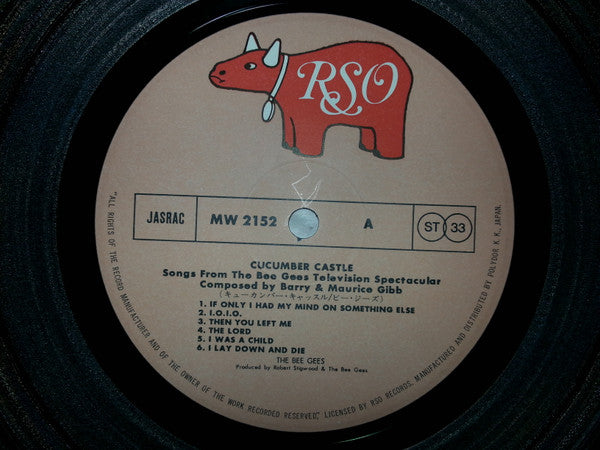 RSO
JASRAC
MW 2152
A
ST 33
CUCUMBER CASTLE
Songs From The Bee Gees Television Spectacular
Composed by Barry & Maurice Gibb
(キューカンバー・キャッスル/ビー・ジーズ)
1. IF ONLY I HAD MY MIND ON SOMETHING ELSE
2. I.O.I.O.
3. THEN YOU LEFT ME
4. THE LORD
5. I WAS A CHILD
6. I LAY DOWN AND DIE
THE BEE GEES
Produced by Robert Stigwood & The Bee Gees
"ALL RIGHTS OF THE RECORD MANUFACTURER AND OF THE OWNER OF THE WORK RECORDED RESERVED," LICENSED BY RSO RECORDS, MANUFACTURED AND DISTRIBUTED BY POLYDOR K. K., JAPAN.